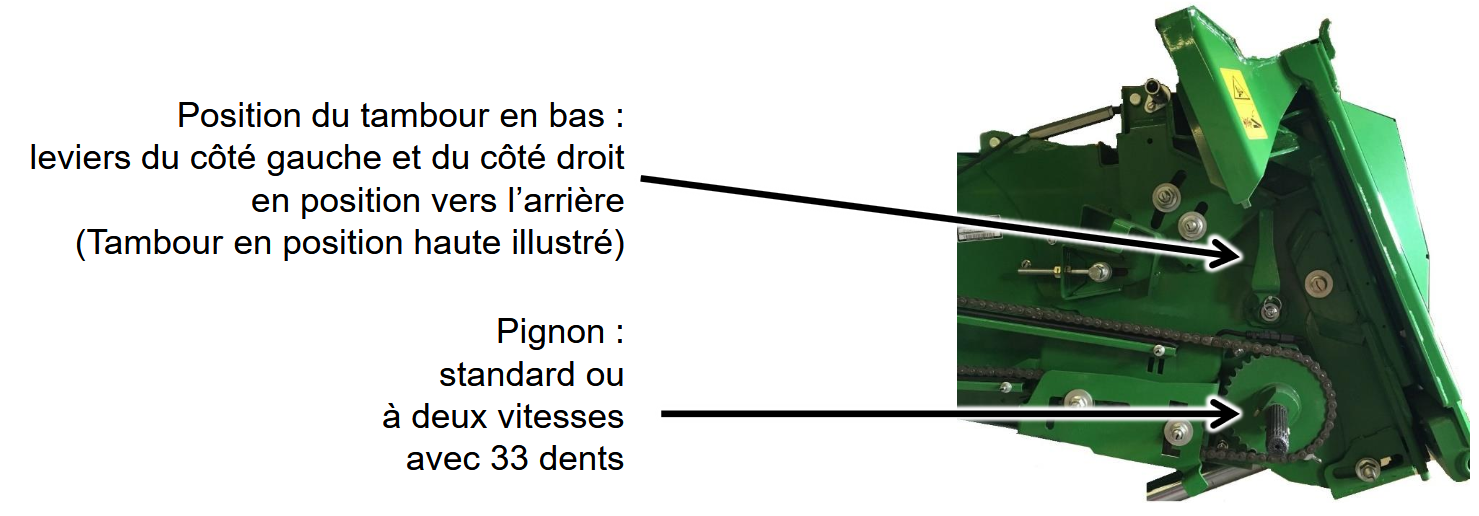 Position du tambour en bas :
leviers du côté gauche et du côté droit
en position vers l’arrière
(Tambour en position haute illustré)
Pignon :
standard ou
à deux vitesses
avec 33 dents